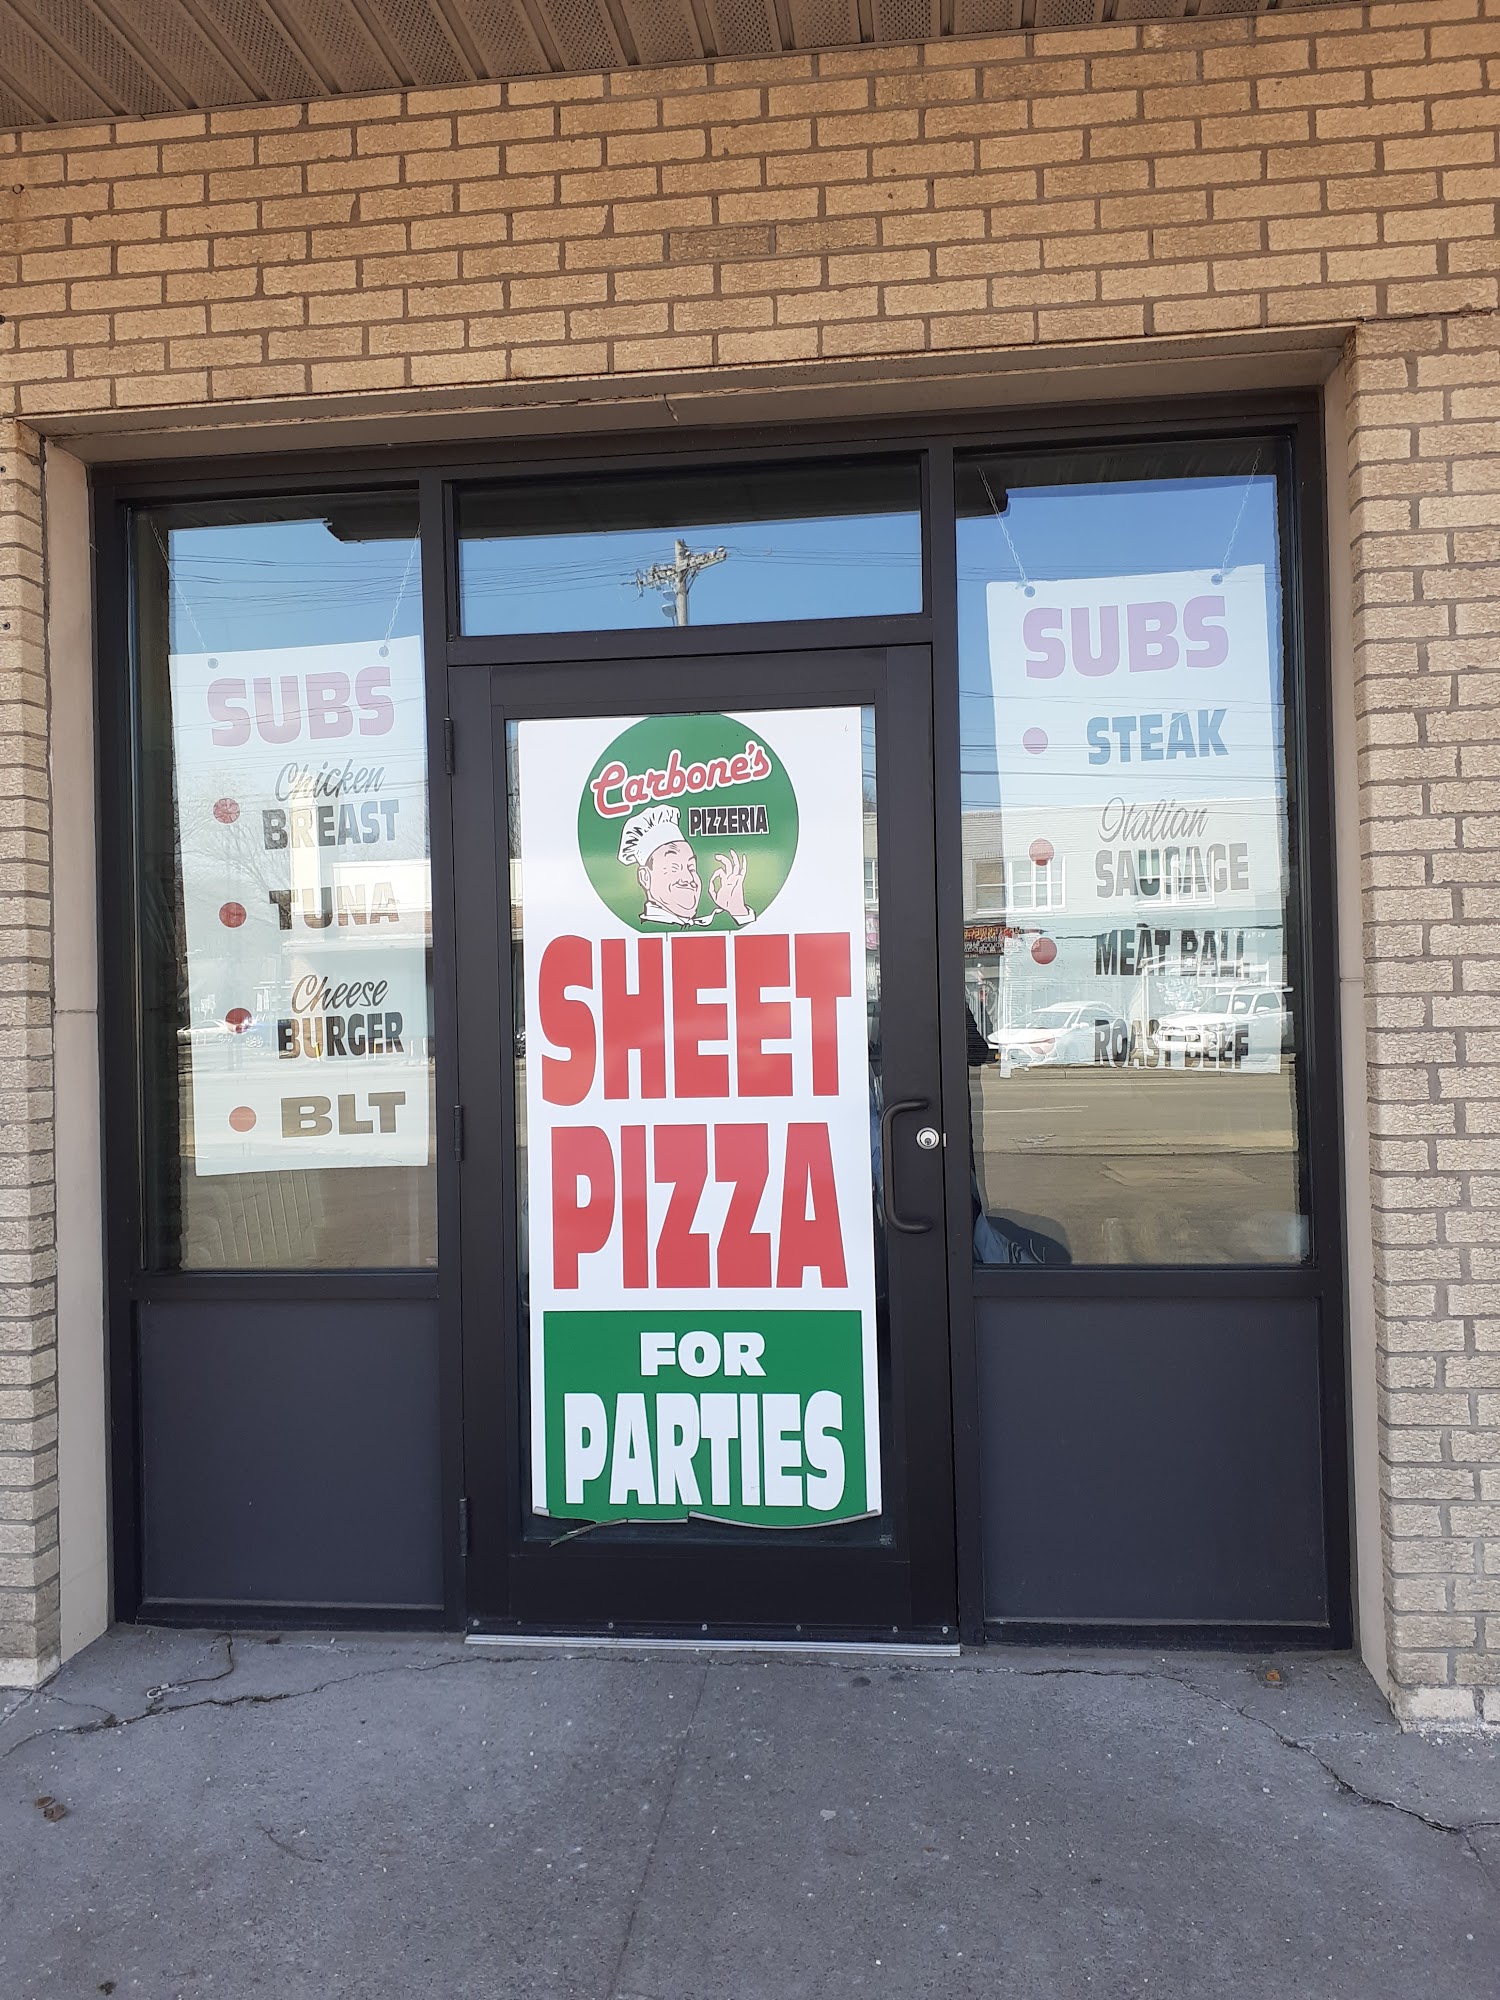 SUBS
Chicken
BREAST
TUNA
Cheese
BURGER
BLT
Carbone's
PIZZERIA
SHEET
PIZZA
FOR
PARTIES
SUBS
STEAK
Italian
SAUSAGE
MEAT BALL
ROAST BEEF